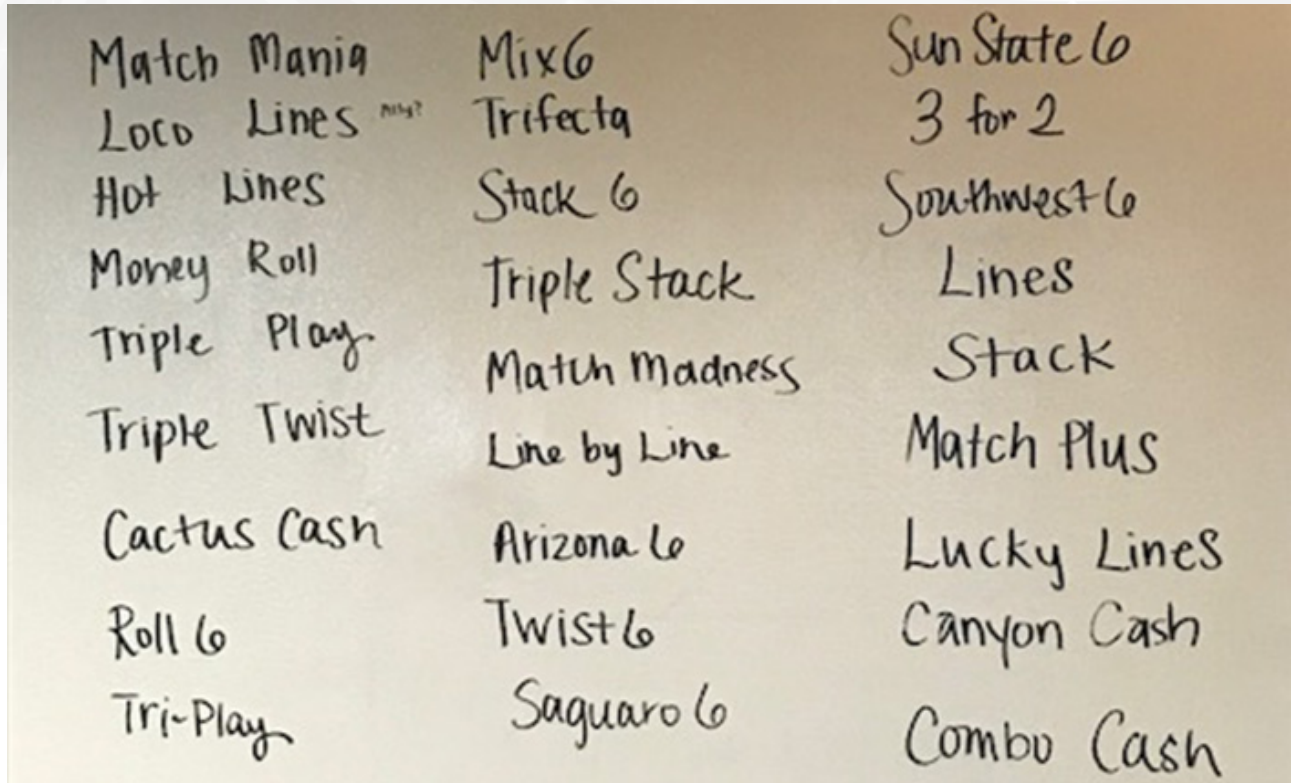 Match Mania
Loco Lines
Hot Lines
Money Roll
Triple Play
Triple Twist
Cactus Cash
Roll 6
Tri-Play
Mix6
Trifecta
Stack 6
Triple Stack
Match Madness
Line by Line
Arizona 6
Twist 6
Saguaro 6
Sun State 6
3 for 2
Southwest 6
Lines
Stack
Match Plus
Lucky Lines
Canyon Cash
Combo Cash